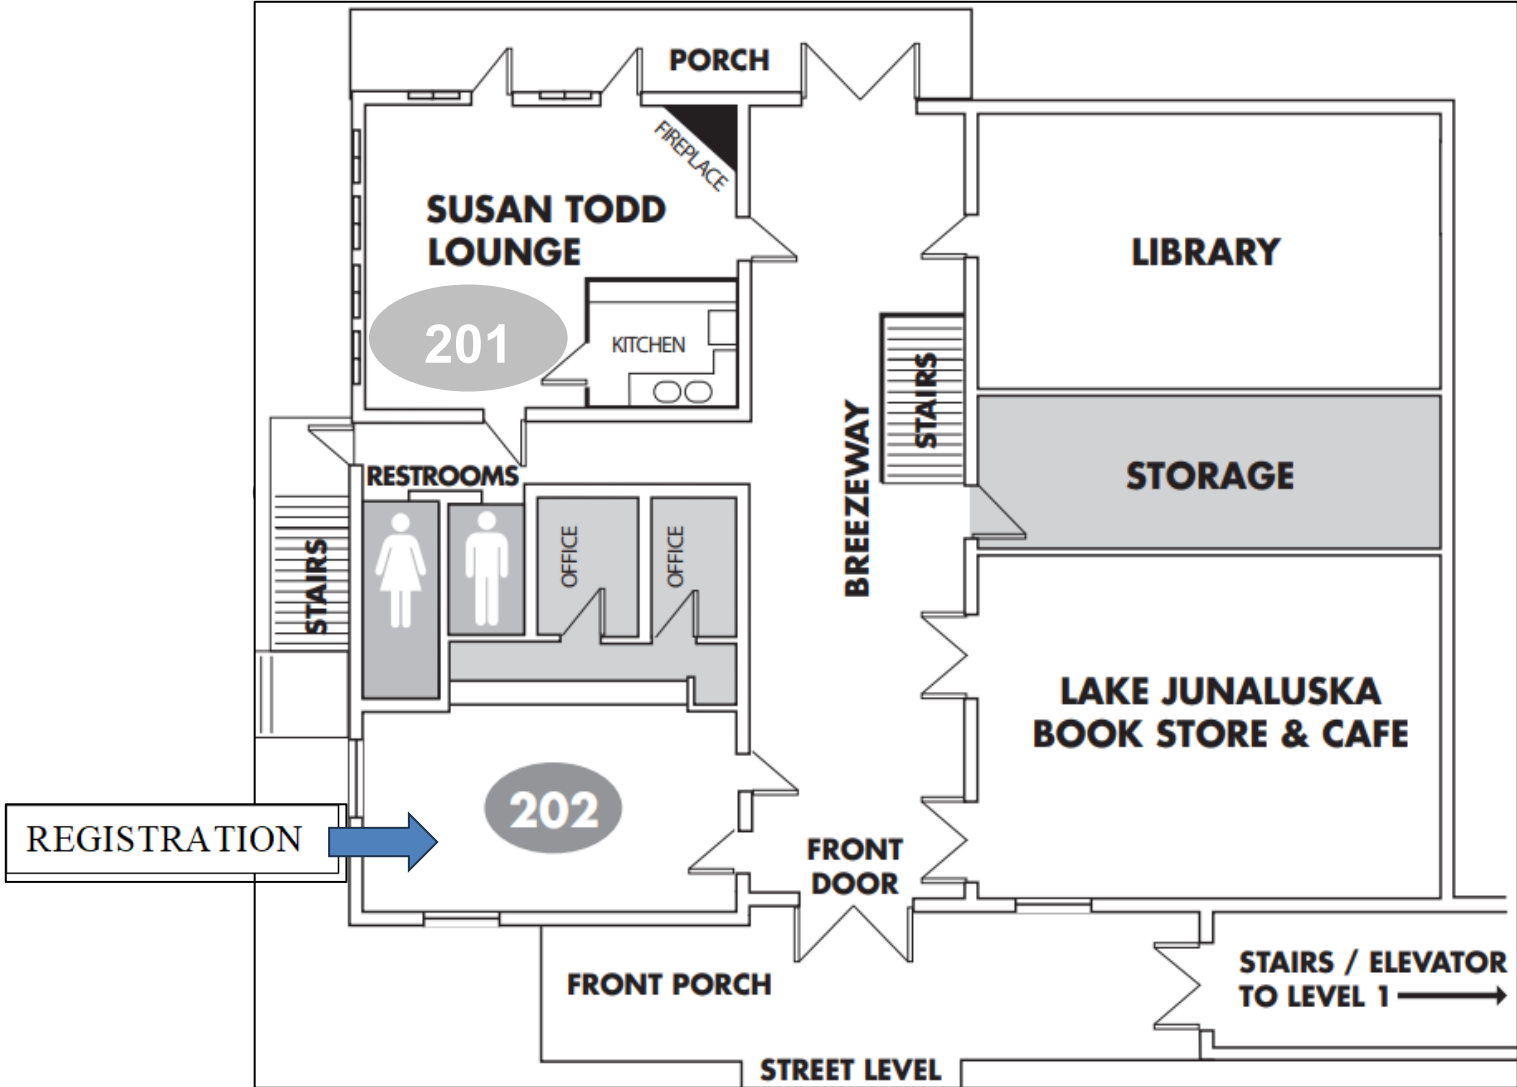 PORCH
FIREPLACE
SUSAN TODD
LOUNGE
LIBRARY
201
KITCHEN
STAIRS
BREEZEWAY
RESTROOMS
STORAGE
OFFICE
OFFICE
STAIRS
LAKE JUNALUSKA
BOOK STORE & CAFE
202
REGISTRATION
FRONT
DOOR
FRONT PORCH
STAIRS / ELEVATOR
TO LEVEL 1
STREET LEVEL